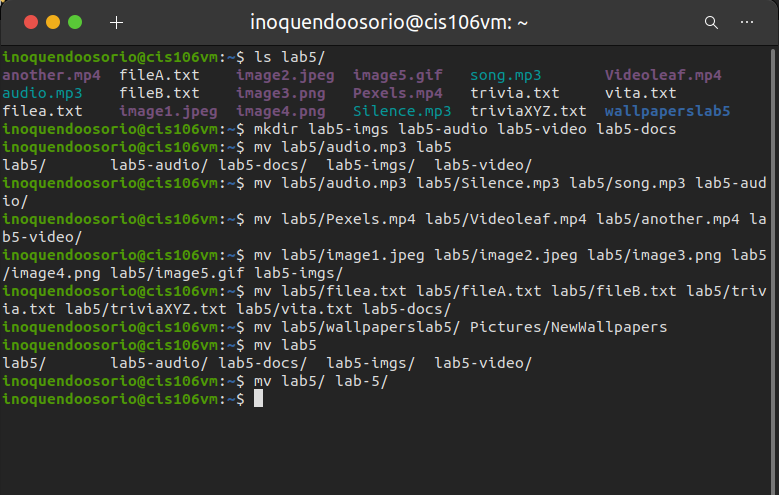 inoquendoosorio@cis106vm: ~
inoquendoosorio@cis106vm:~$ ls lab5/
another.mp4  fileA.txt    image2.jpeg  image5.gif   song.mp3       Videoleaf.mp4
audio.mp3    fileB.txt    image3.png   Pexels.mp4   trivia.txt     vita.txt
filea.txt    image1.jpeg  image4.png   Silence.mp3  triviaXYZ.txt  wallpaperslab5
inoquendoosorio@cis106vm:~$ mkdir lab5-imgs lab5-audio lab5-video lab5-docs
inoquendoosorio@cis106vm:~$ mv lab5/audio.mp3 lab5
lab5/       lab5-audio/ lab5-docs/  lab5-imgs/  lab5-video/
inoquendoosorio@cis106vm:~$ mv lab5/audio.mp3 lab5/Silence.mp3 lab5/song.mp3 lab5-aud
io/
inoquendoosorio@cis106vm:~$ mv lab5/Pexels.mp4 lab5/Videoleaf.mp4 lab5/another.mp4 la
b5-video/
inoquendoosorio@cis106vm:~$ mv lab5/image1.jpeg lab5/image2.jpeg lab5/image3.png lab5
/image4.png lab5/image5.gif lab5-imgs/
inoquendoosorio@cis106vm:~$ mv lab5/filea.txt lab5/fileA.txt lab5/fileB.txt lab5/triv
ia.txt lab5/triviaXYZ.txt lab5/vita.txt lab5-docs/
inoquendoosorio@cis106vm:~$ mv lab5/wallpaperslab5/ Pictures/NewWallpapers
inoquendoosorio@cis106vm:~$ mv lab5
lab5/       lab5-audio/ lab5-docs/  lab5-imgs/  lab5-video/
inoquendoosorio@cis106vm:~$ mv lab5/ lab-5/
inoquendoosorio@cis106vm:~$